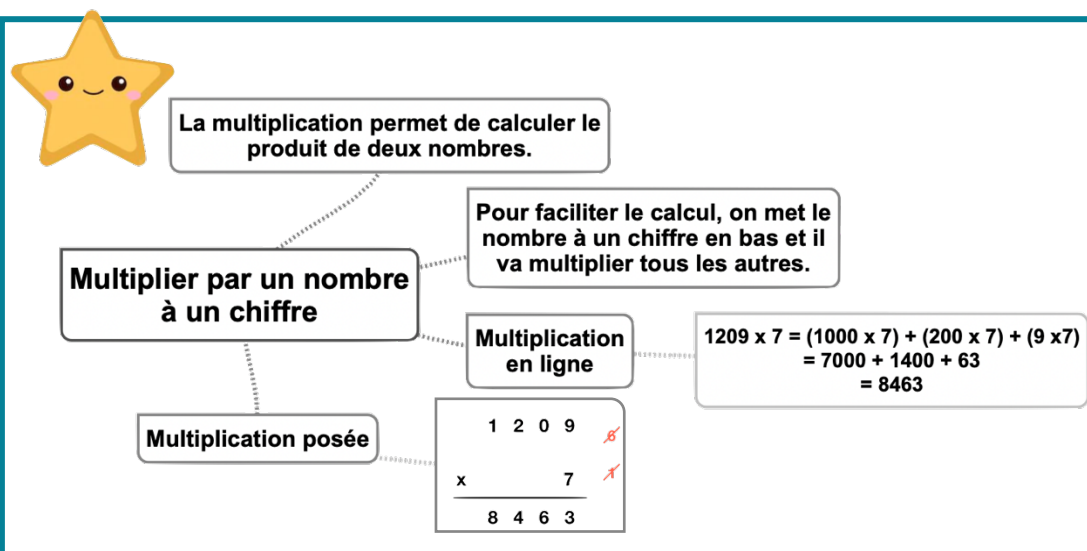 La multiplication permet de calculer le
produit de deux nombres.
Pour faciliter le calcul, on met le
nombre à un chiffre en bas et il
va multiplier tous les autres.
Multiplier par un nombre
à un chiffre
Multiplication
en ligne
1209 x 7 = (1000 x 7) + (200 x 7) + (9 x7)
= 7000 + 1400 + 63
= 8463
Multiplication posée
1 2 0 9
6
x 7
1
8 4 6 3